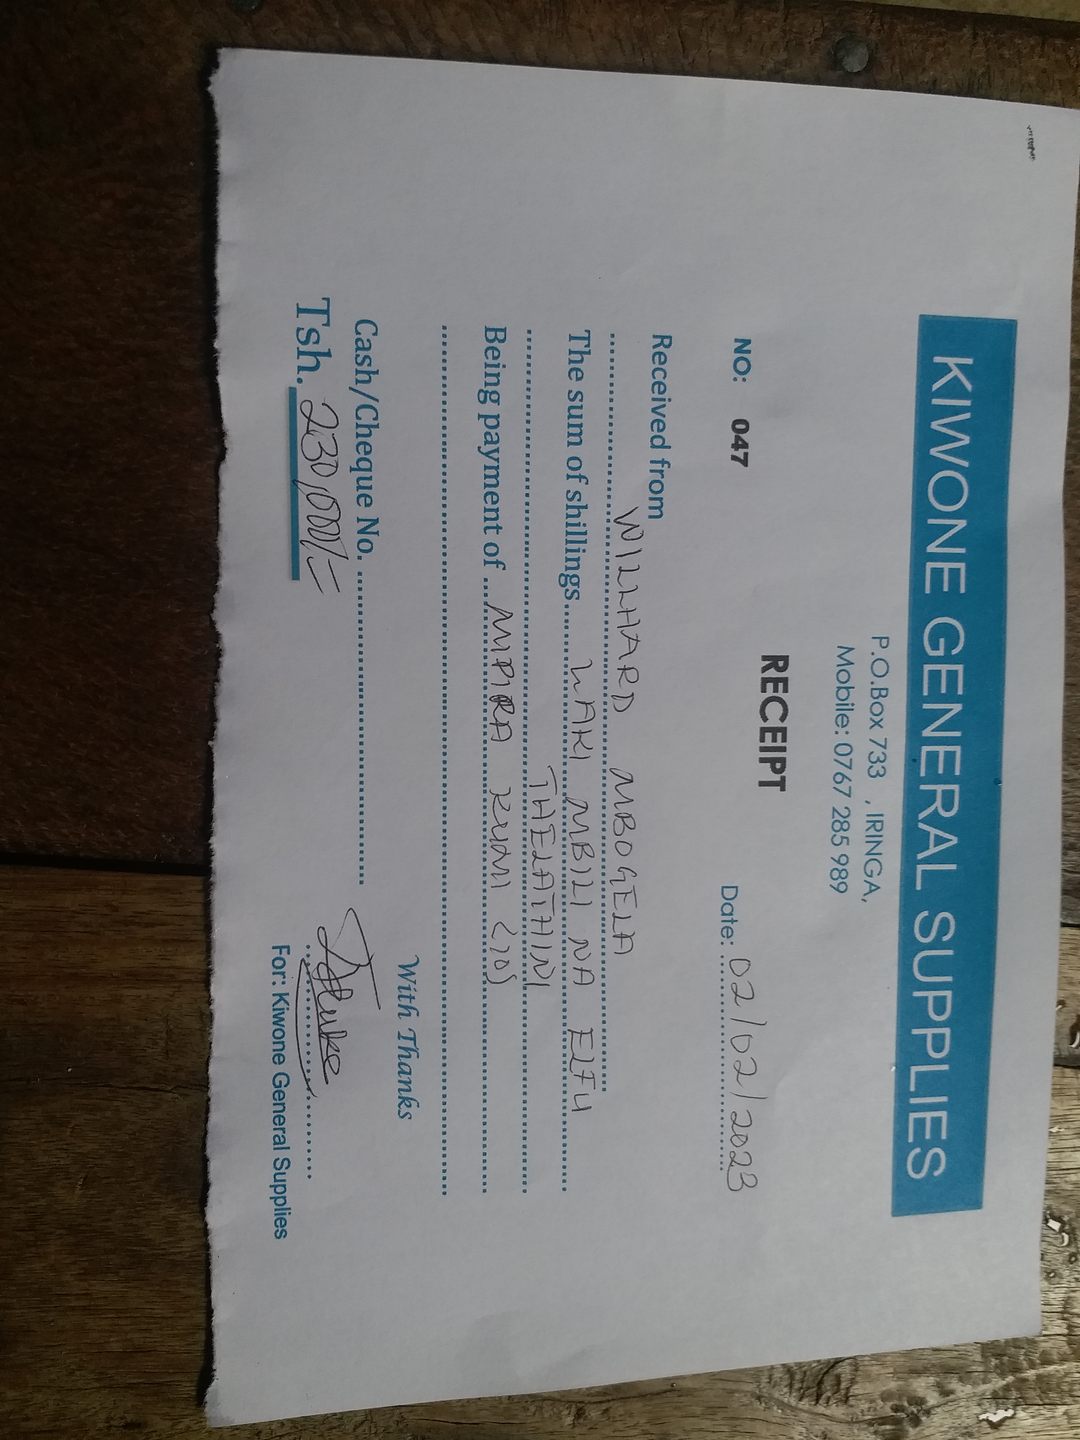 KIWONE GENERAL SUPPLIES
P.O.Box 733 , IRINGA,
Mobile: 0767 285 989
RECEIPT
NO: 047 Date: 02/02/2023
Received from
WILLHARD MBOGELA
The sum of shillings LAKI MBILI NA ELFU
THELATHINI
Being payment of MIPIRA KUMI (10)
Cash/Cheque No.
With Thanks
Tsh. 230,000/=
For: Kiwone General Supplies